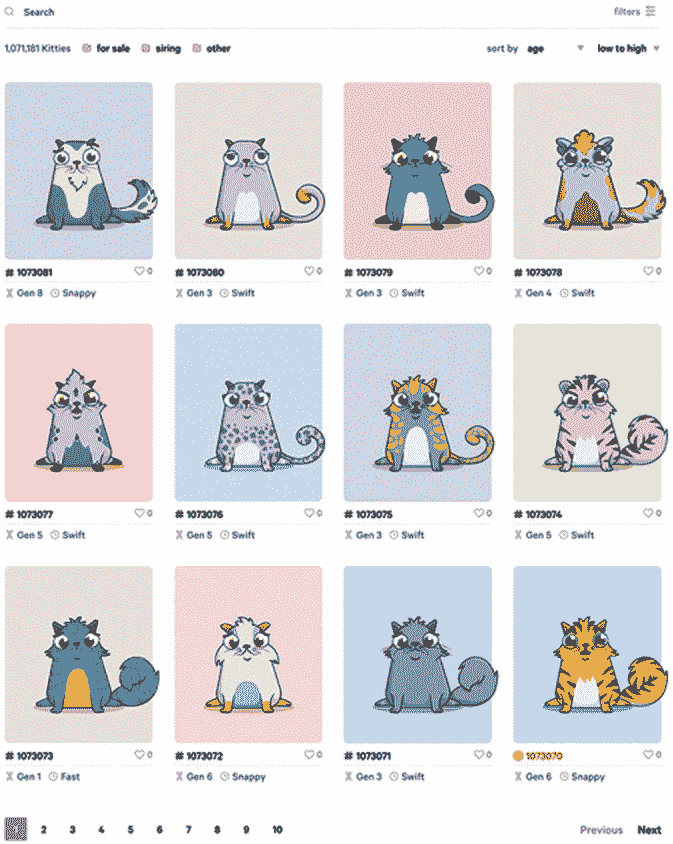 Search filters
1,071,181 Kitties for sale siring other sort by age low to high
# 1073081 0 # 1073080 0 # 1073079 0 # 1073078 0
Gen 8 Snappy Gen 3 Swift Gen 3 Swift Gen 4 Swift
# 1073077 0 # 1073076 0 # 1073075 0 # 1073074 0
Gen 5 Swift Gen 5 Swift Gen 3 Swift Gen 5 Swift
# 1073073 0 # 1073072 0 # 1073071 0 1073070 0
Gen 1 Fast Gen 6 Snappy Gen 3 Swift Gen 6 Snappy
1 2 3 4 5 6 7 8 9 10 Previous Next